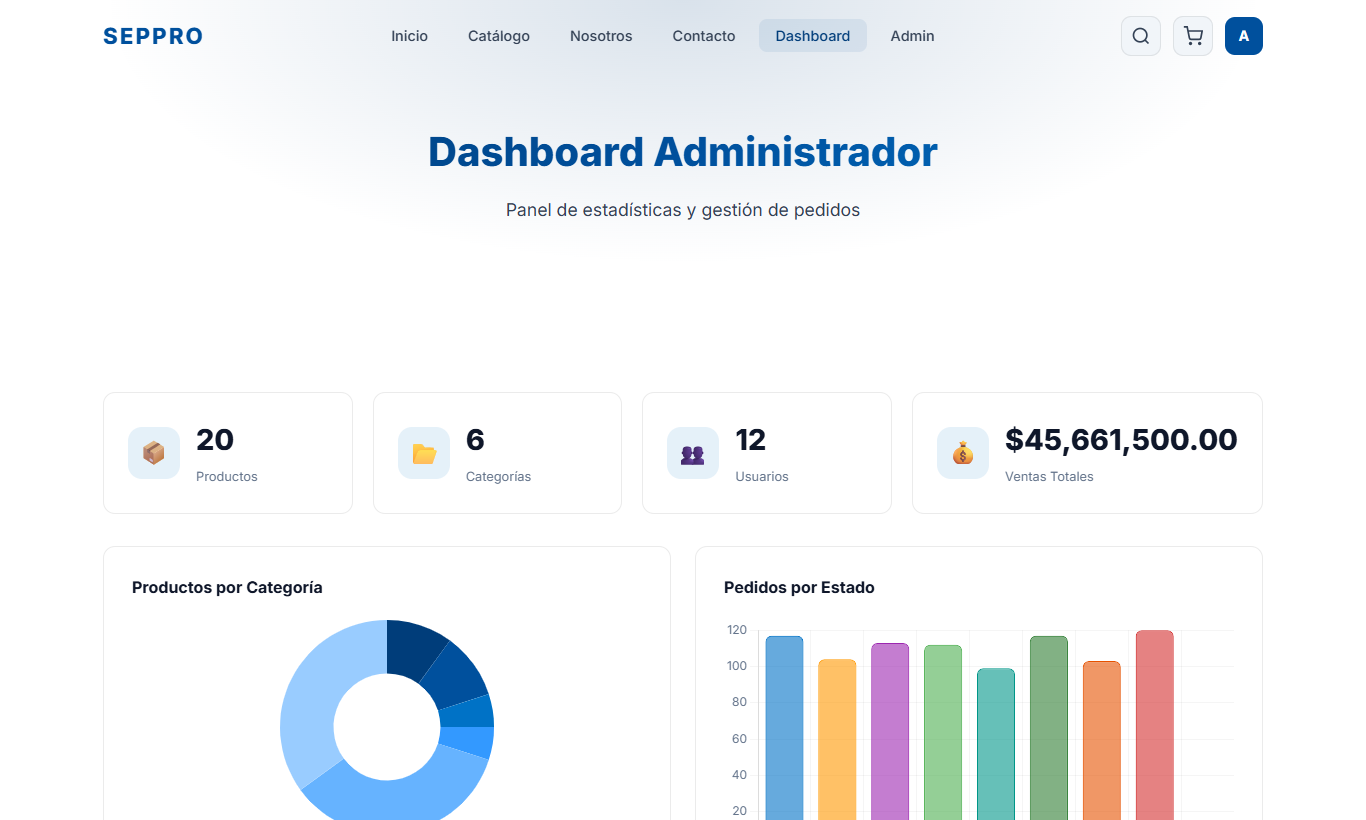 SEPPRO
Inicio Catálogo Nosotros Contacto Dashboard Admin
A
Dashboard Administrador
Panel de estadísticas y gestión de pedidos
20
Productos
6
Categorías
12
Usuarios
$45,661,500.00
Ventas Totales
Productos por Categoría
Pedidos por Estado
120
100
80
60
40
20